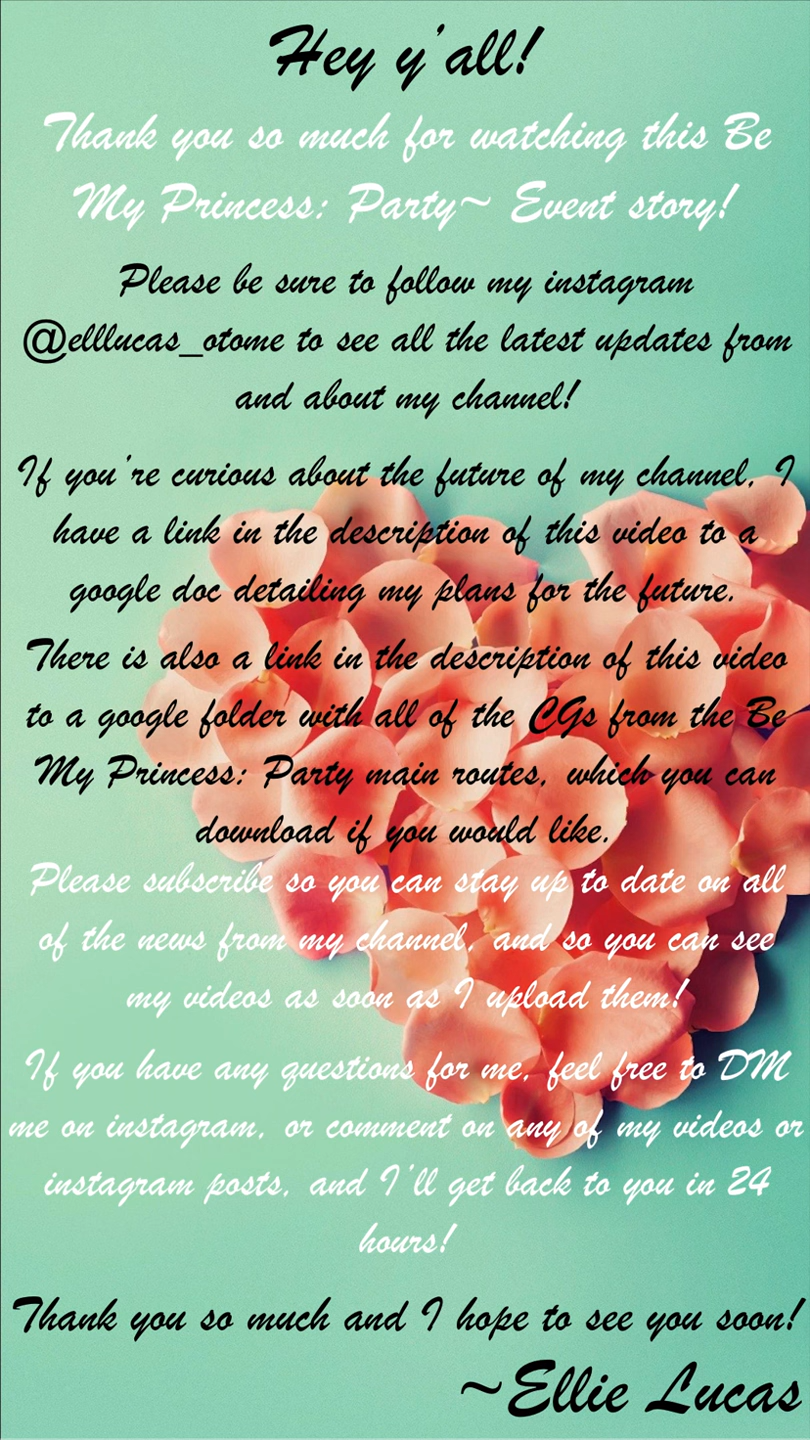 Hey y'all!
Thank you so much for watching this Be
My Princess: Party~ Event story!
Please be sure to follow my instagram
@elllucas_otome to see all the latest updates from
and about my channel!
If you're curious about the future of my channel, I
have a link in the description of this video to a
google doc detailing my plans for the future.
There is also a link in the description of this video
to a google folder with all of the CGs from the Be
My Princess: Party main routes, which you can
download if you would like.
Please subscribe so you can stay up to date on all
of the news from my channel, and so you can see
my videos as soon as I upload them!
If you have any questions for me, feel free to DM
me on instagram, or comment on any of my videos or
instagram posts, and I'll get back to you in 24
hours!
Thank you so much and I hope to see you soon!
~Ellie Lucas